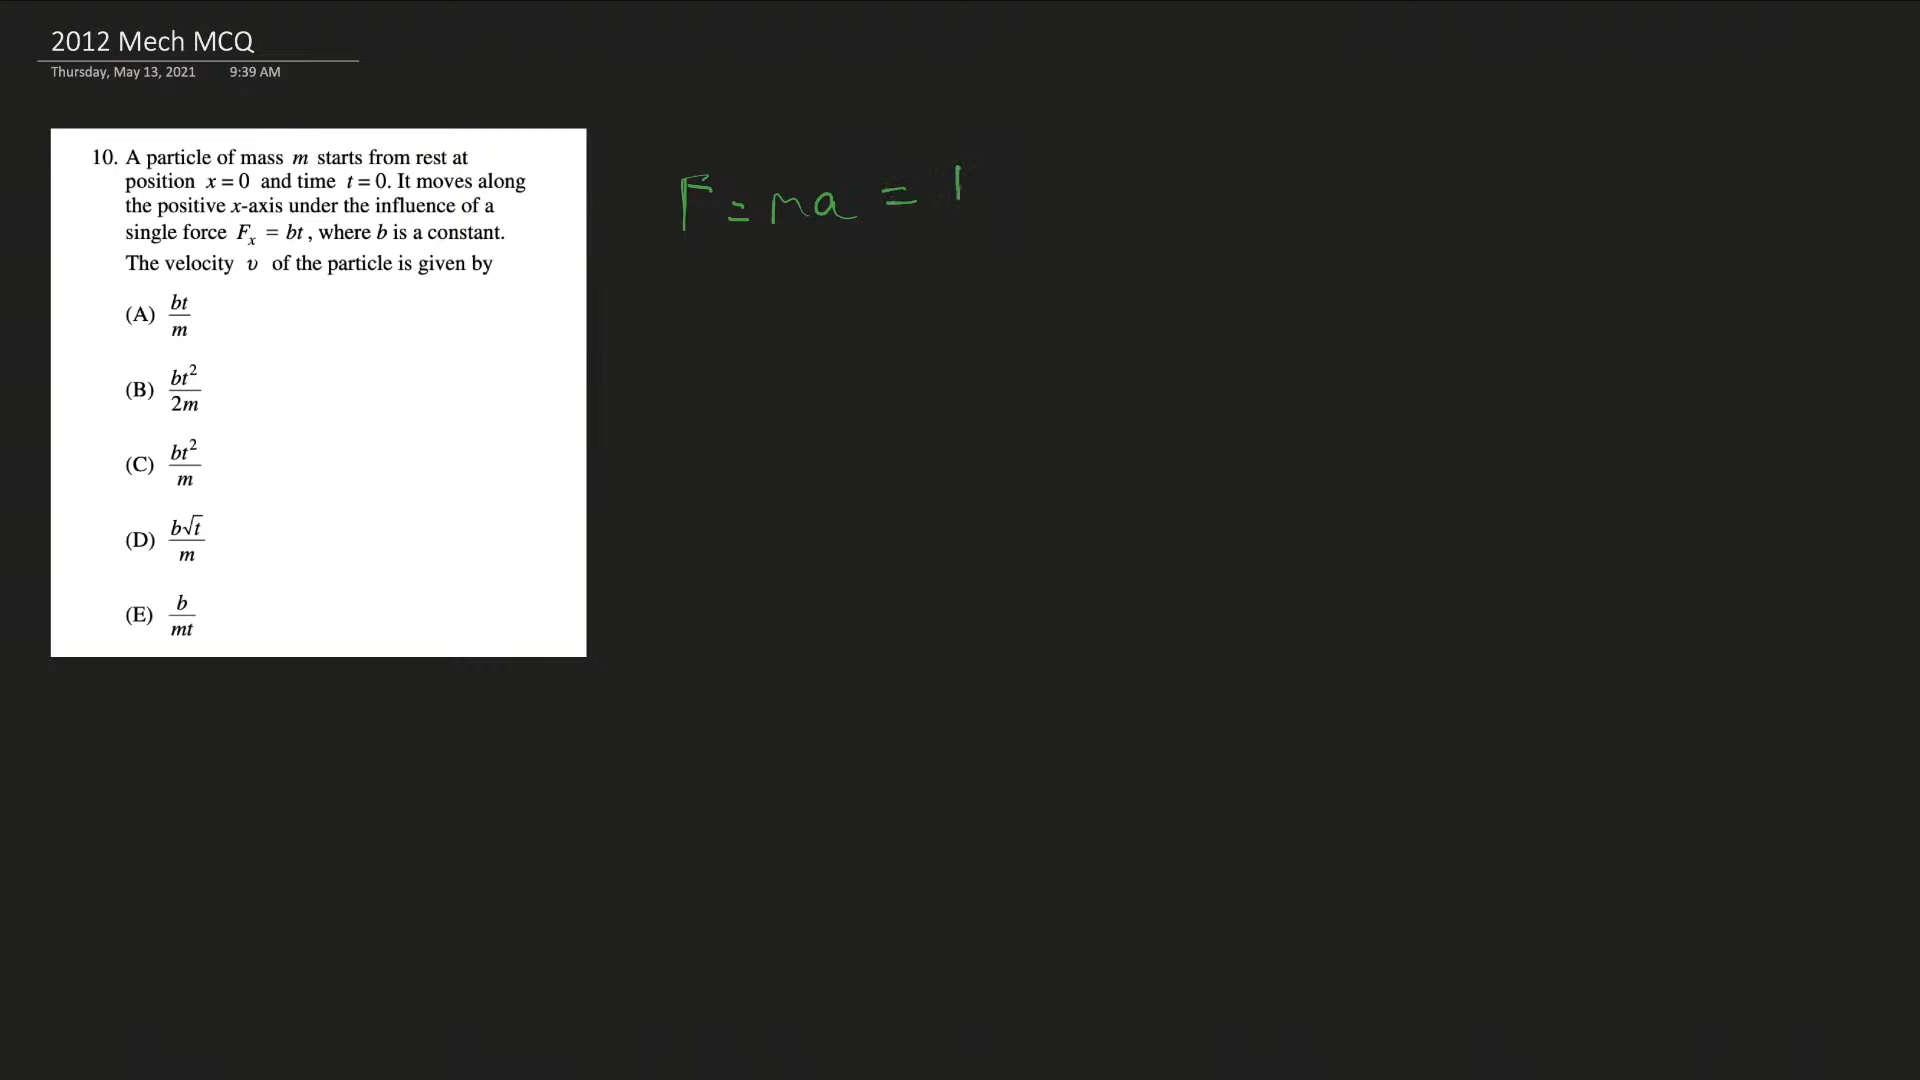 2012 Mech MCQ
Thursday, May 13, 2021 9:39 AM
10. A particle of mass m starts from rest at
position x = 0 and time t = 0. It moves along
the positive x-axis under the influence of a
single force Fₓ = bt, where b is a constant.
The velocity υ of the particle is given by
(A) bt/m
(B) bt²/2m
(C) bt²/m
(D) b√t/m
(E) b/mt
F = ma =